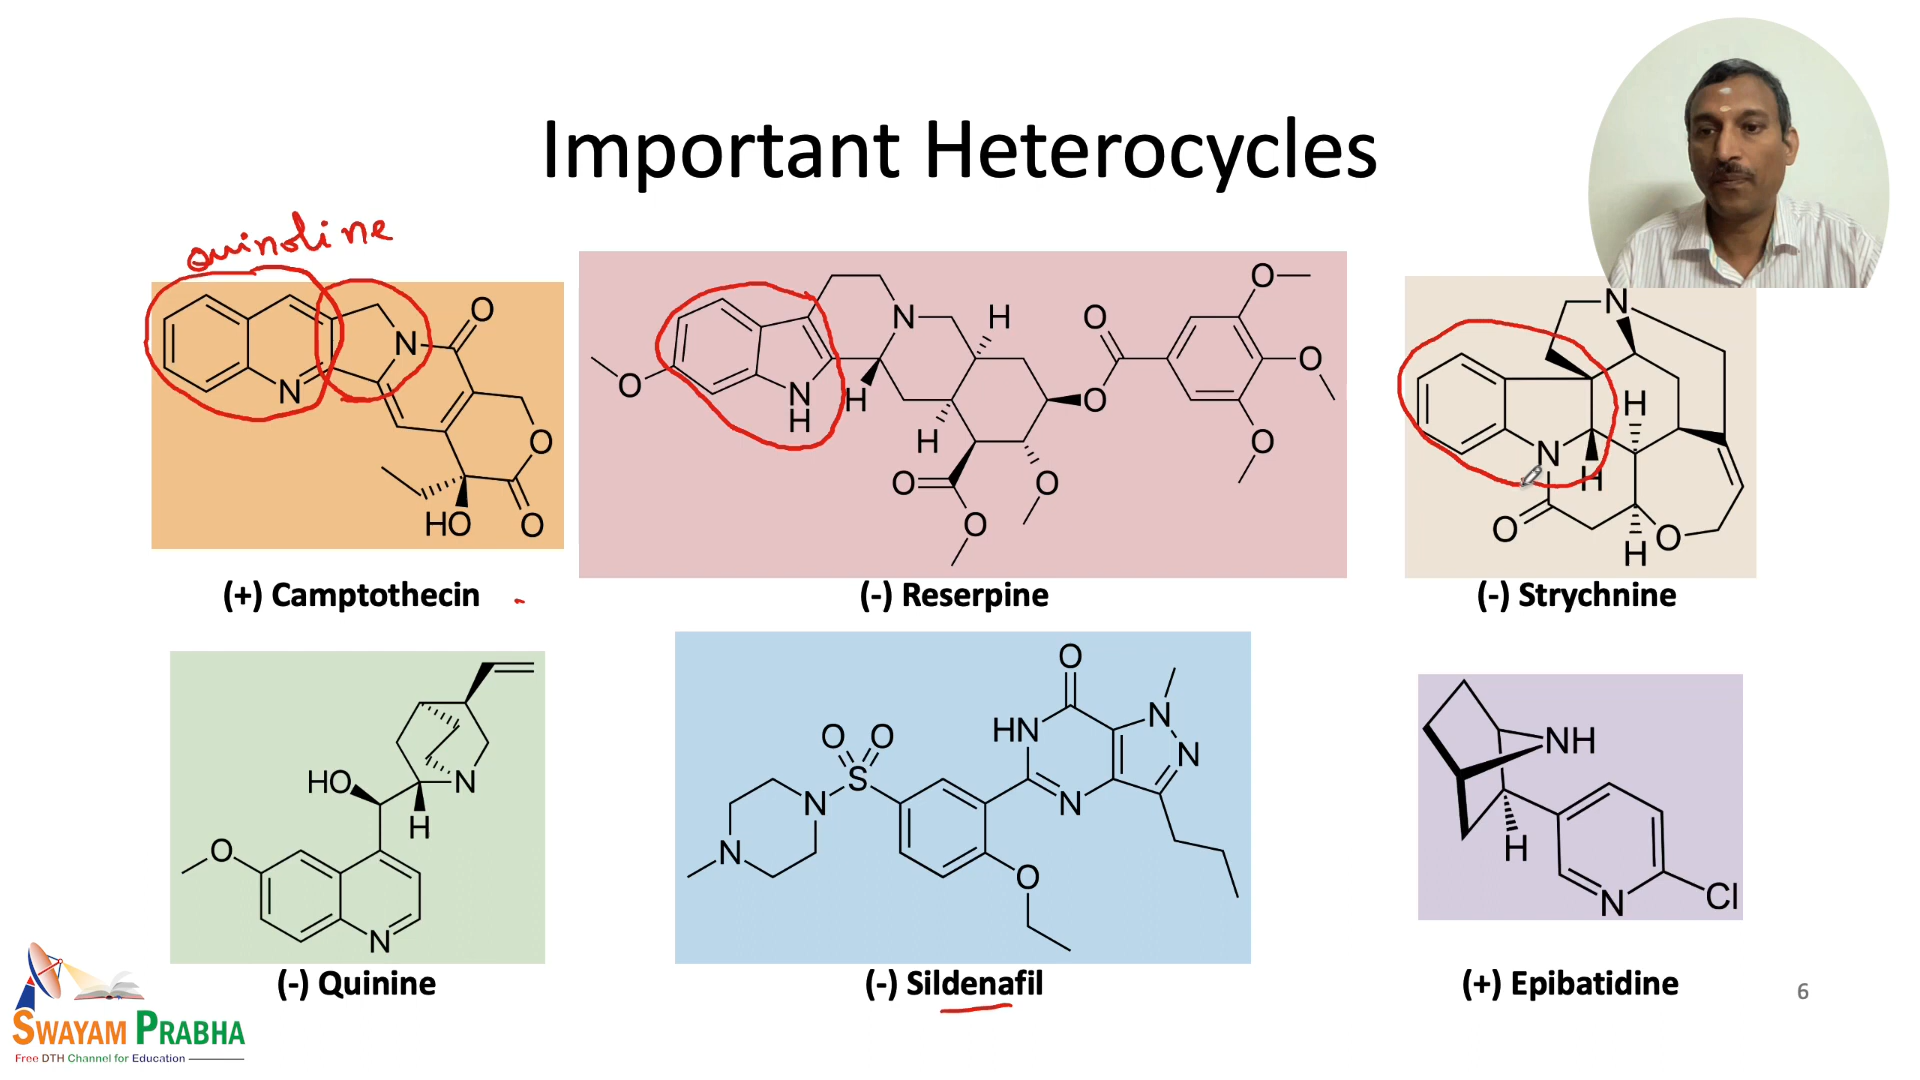 Important Heterocycles
quinoline
N
N
O
O
O
HO
(+) Camptothecin
O
N
H
NH
H
H
O
O
O
O
O
O
O
O
(-) Reserpine
N
N
H
H
H
O
O
(-) Strychnine
HO
N
H
O
N
(-) Quinine
O
N
N
HN
N
O
O
S
N
N
O
(-) Sildenafil
NH
H
N
Cl
(+) Epibatidine
6
SWAYAM PRABHA
Free DTH Channel for Education